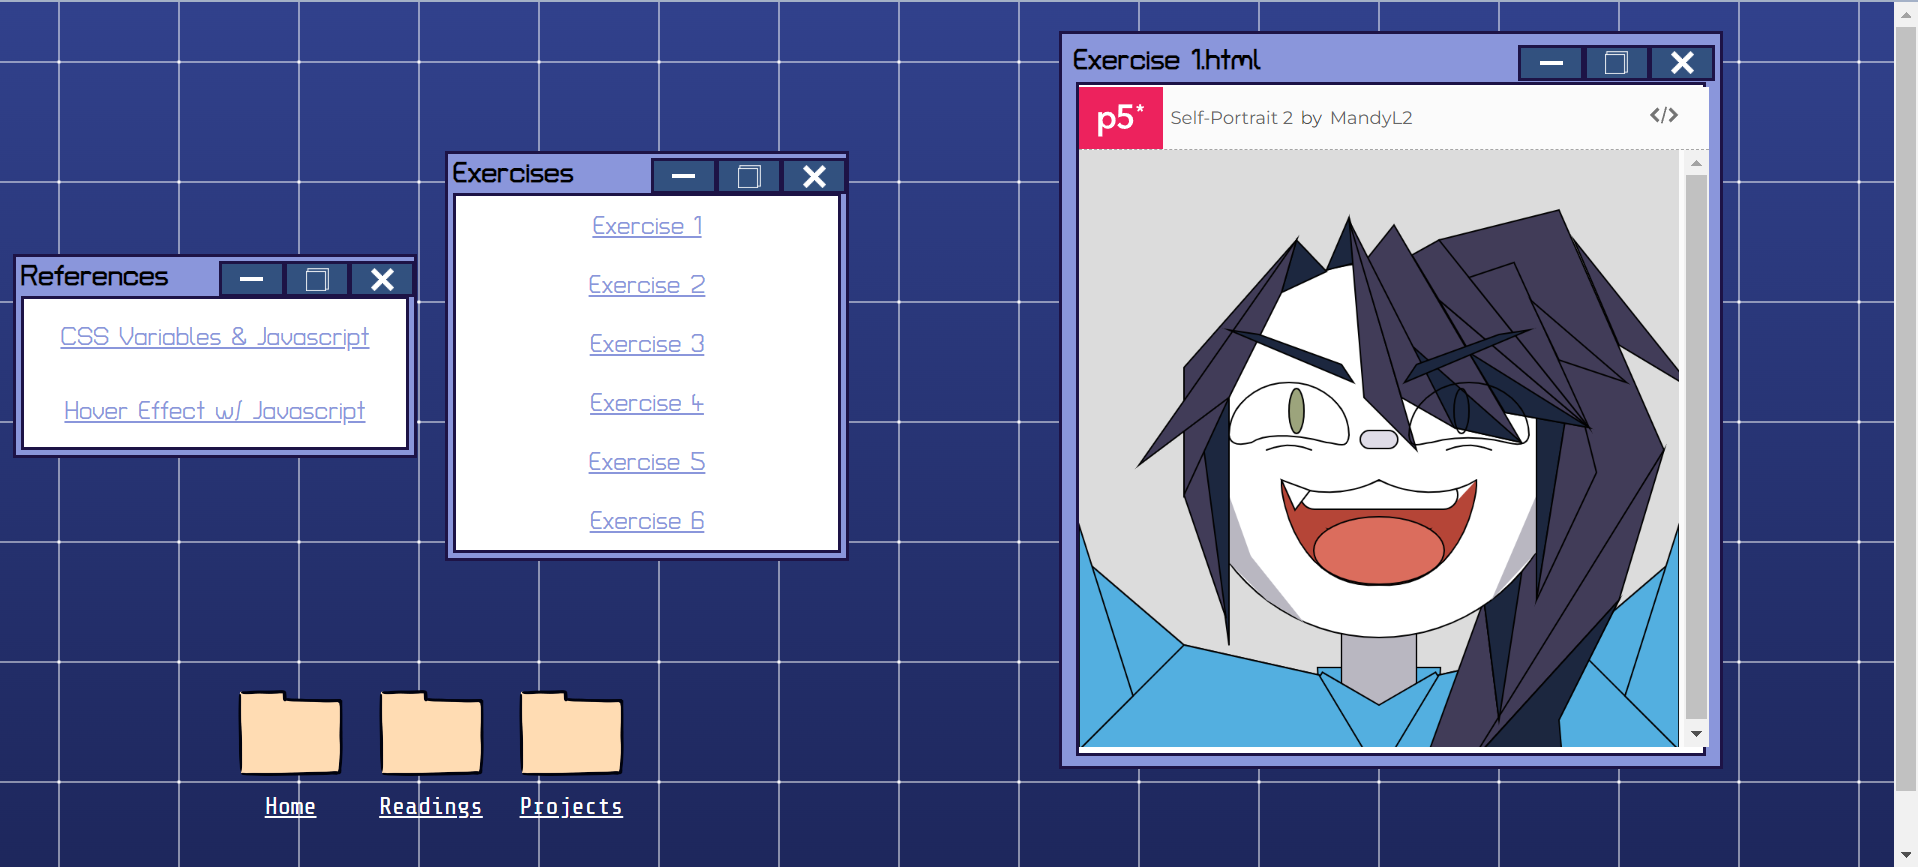 References
CSS Variables & Javascript
Hover Effect w/ Javascript
Exercises
Exercise 1
Exercise 2
Exercise 3
Exercise 4
Exercise 5
Exercise 6
Exercise 1.html
p5*
Self-Portrait 2 by MandyL2
</>
Home
Readings
Projects